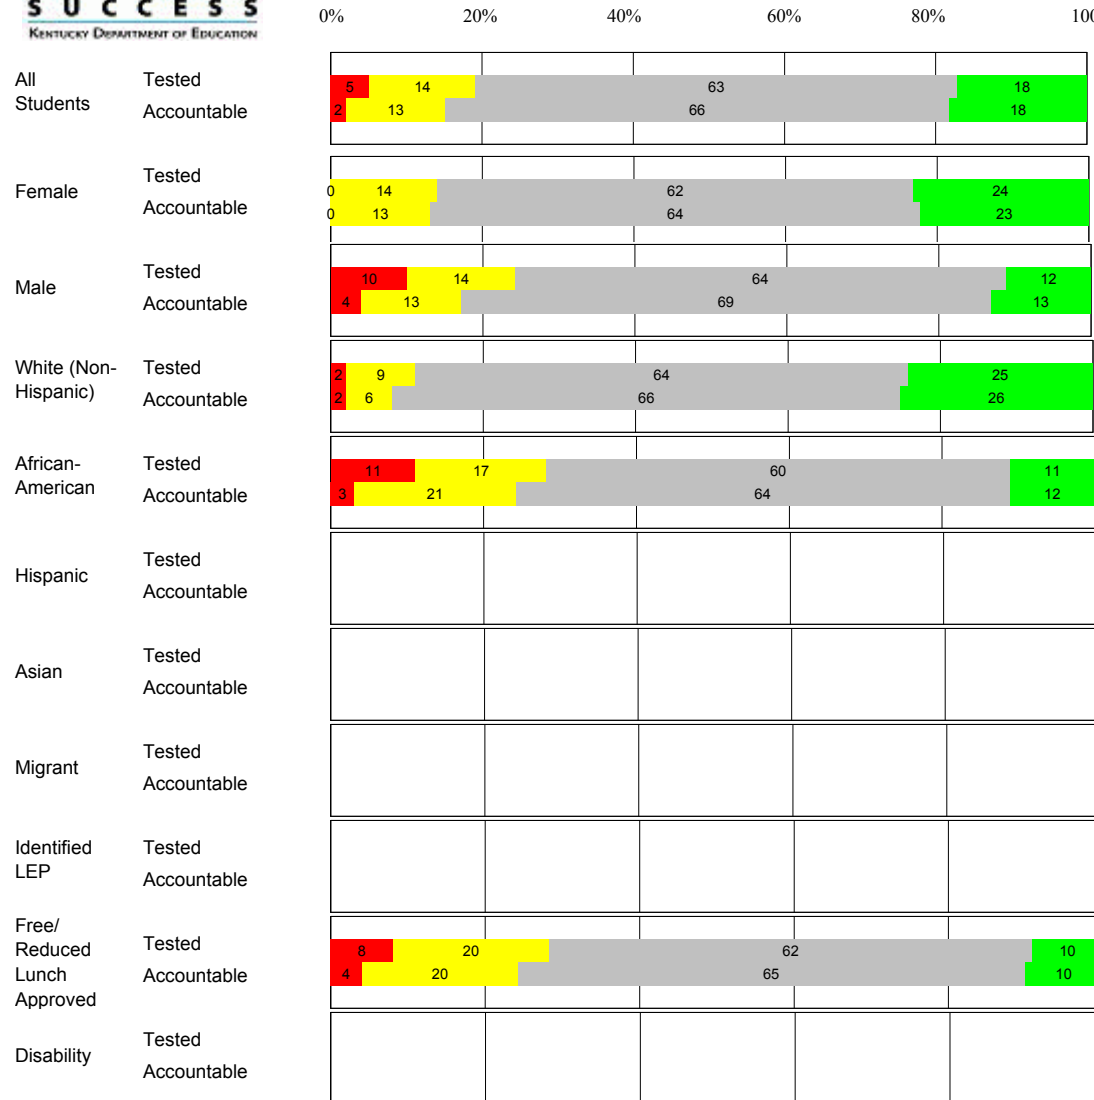 SUCCESS
KENTUCKY DEPARTMENT OF EDUCATION
0% 20% 40% 60% 80% 100
All Students
Tested 5 14 63 18
Accountable 2 13 66 18
Female
Tested 0 14 62 24
Accountable 0 13 64 23
Male
Tested 10 14 64 12
Accountable 4 13 69 13
White (Non-
Hispanic)
Tested 2 9 64 25
Accountable 2 6 66 26
African-
American
Tested 11 17 60 11
Accountable 3 21 64 12
Hispanic
Tested
Accountable
Asian
Tested
Accountable
Migrant
Tested
Accountable
Identified
LEP
Tested
Accountable
Free/
Reduced
Lunch
Approved
Tested 8 20 62 10
Accountable 4 20 65 10
Disability
Tested
Accountable